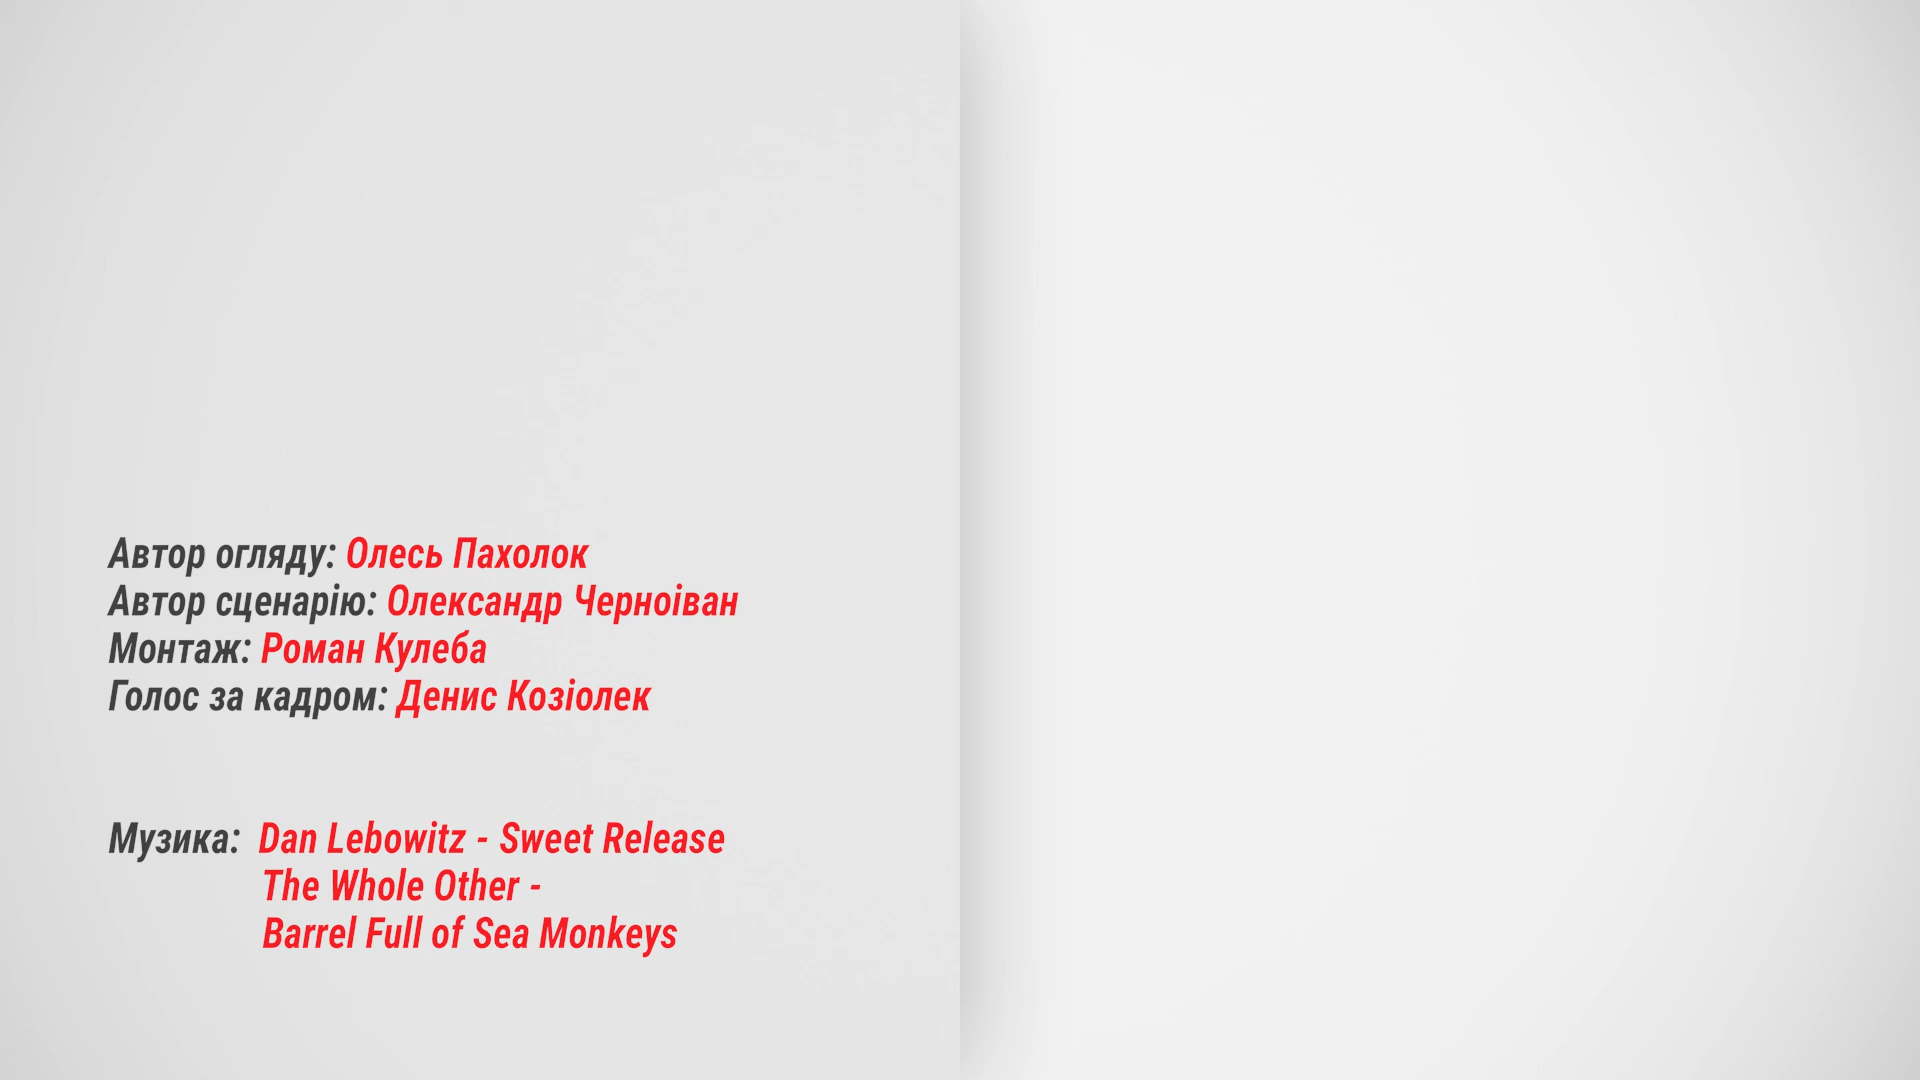 Автор огляду: Олесь Пахолок
Автор сценарію: Олександр Черноіван
Монтаж: Роман Кулеба
Голос за кадром: Денис Козіолек
Музика: Dan Lebowitz - Sweet Release
The Whole Other -
Barrel Full of Sea Monkeys